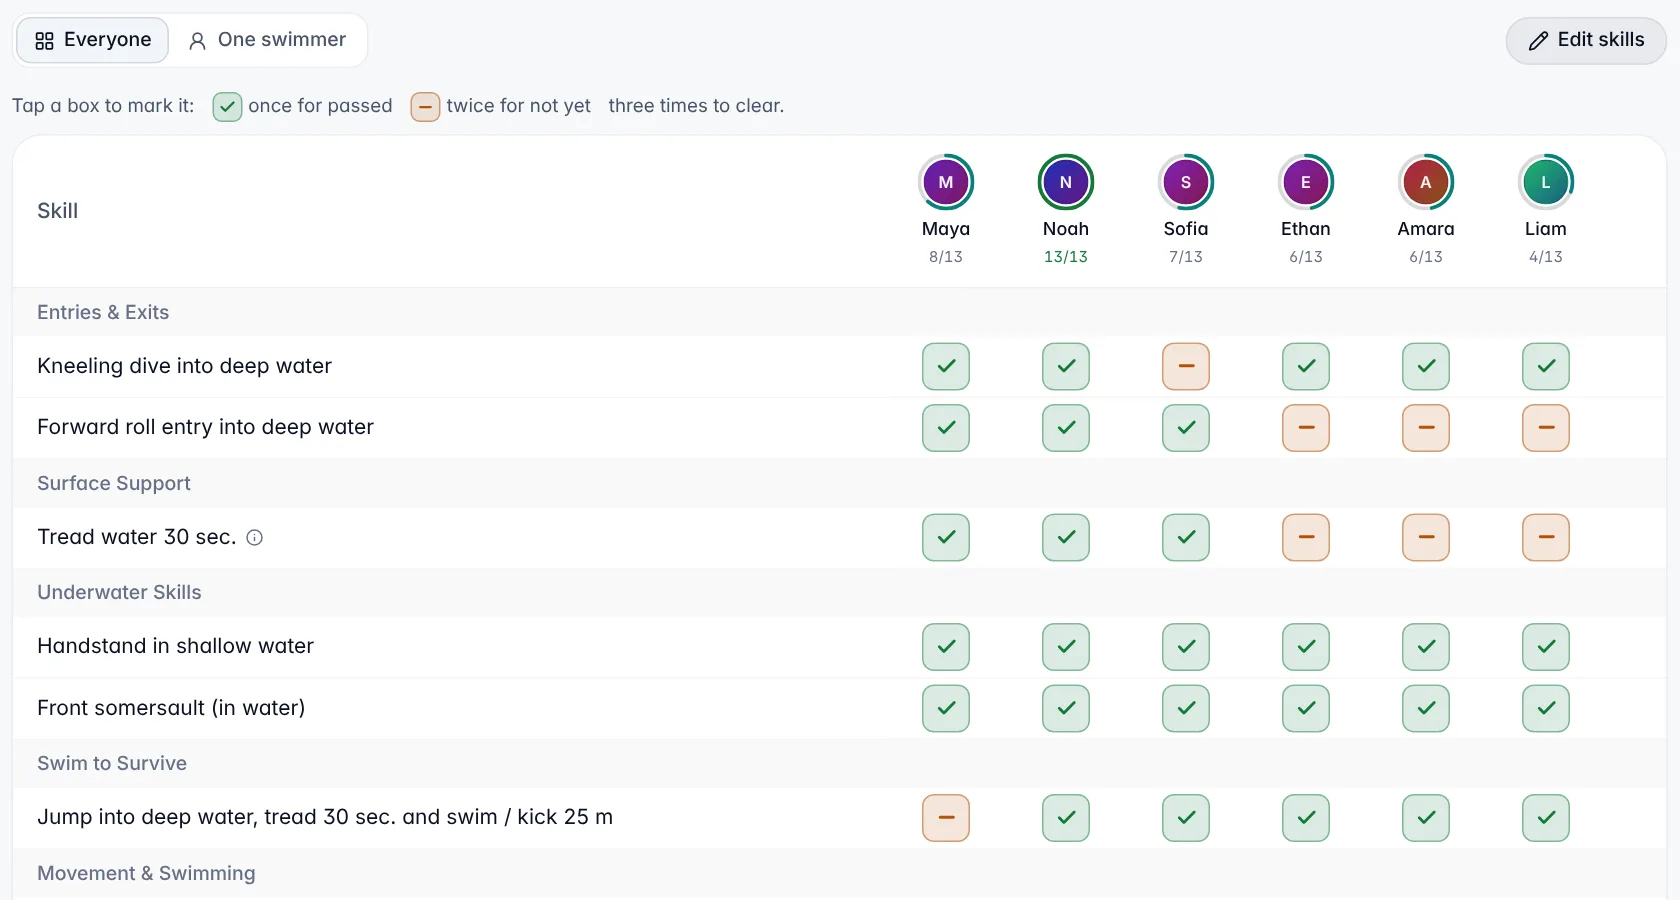 Everyone
One swimmer
Edit skills
Tap a box to mark it: once for passed twice for not yet three times to clear.
Skill
M N S E A L
Maya Noah Sofia Ethan Amara Liam
8/13 13/13 7/13 6/13 6/13 4/13
Entries & Exits
Kneeling dive into deep water
Forward roll entry into deep water
Surface Support
Tread water 30 sec.
Underwater Skills
Handstand in shallow water
Front somersault (in water)
Swim to Survive
Jump into deep water, tread 30 sec. and swim / kick 25 m
Movement & Swimming